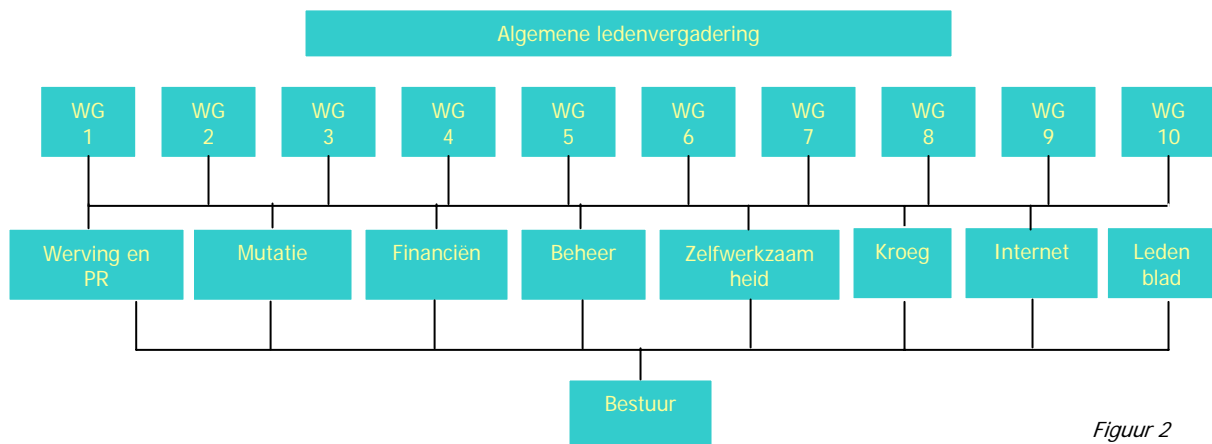 Algemene ledenvergadering
WG
1
WG
2
WG
3
WG
4
WG
5
WG
6
WG
7
WG
8
WG
9
WG
10
Werving en
PR
Mutatie
Financiën
Beheer
Zelfwerkzaam
heid
Kroeg
Internet
Leden
blad
Bestuur
Figuur 2